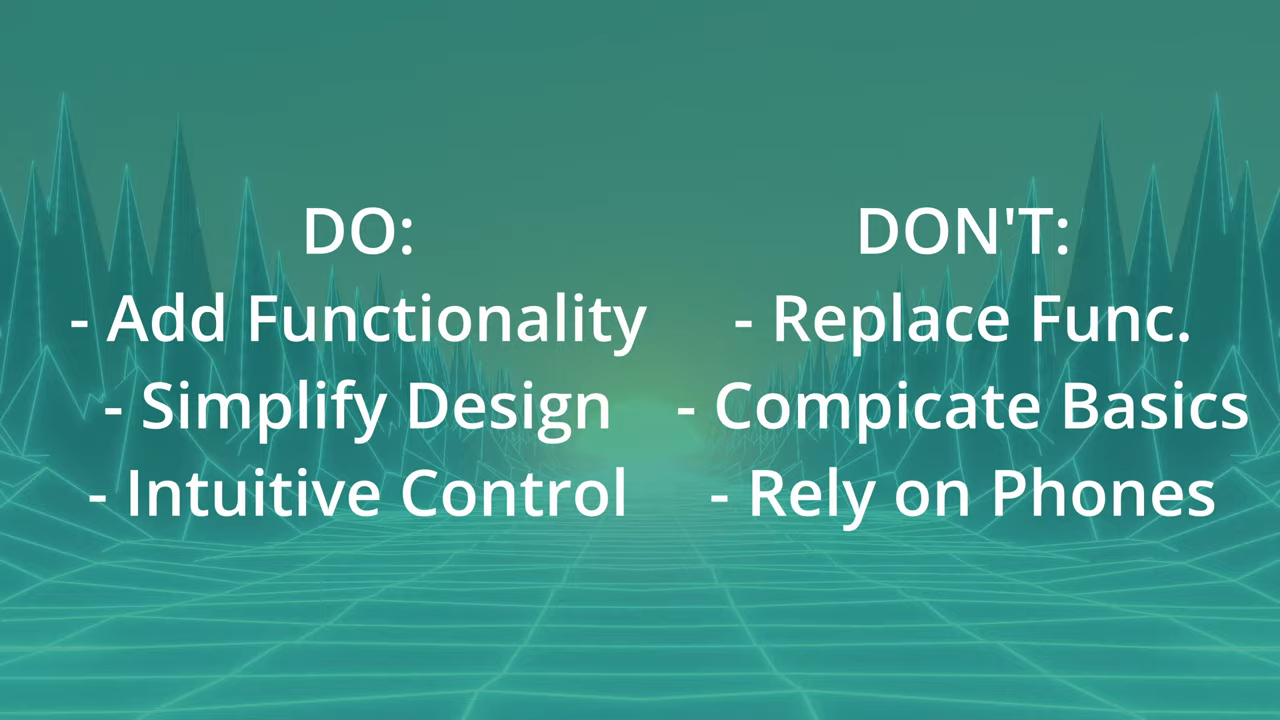 DO:
- Add Functionality
- Simplify Design
- Intuitive Control
DON'T:
- Replace Func.
- Compicate Basics
- Rely on Phones